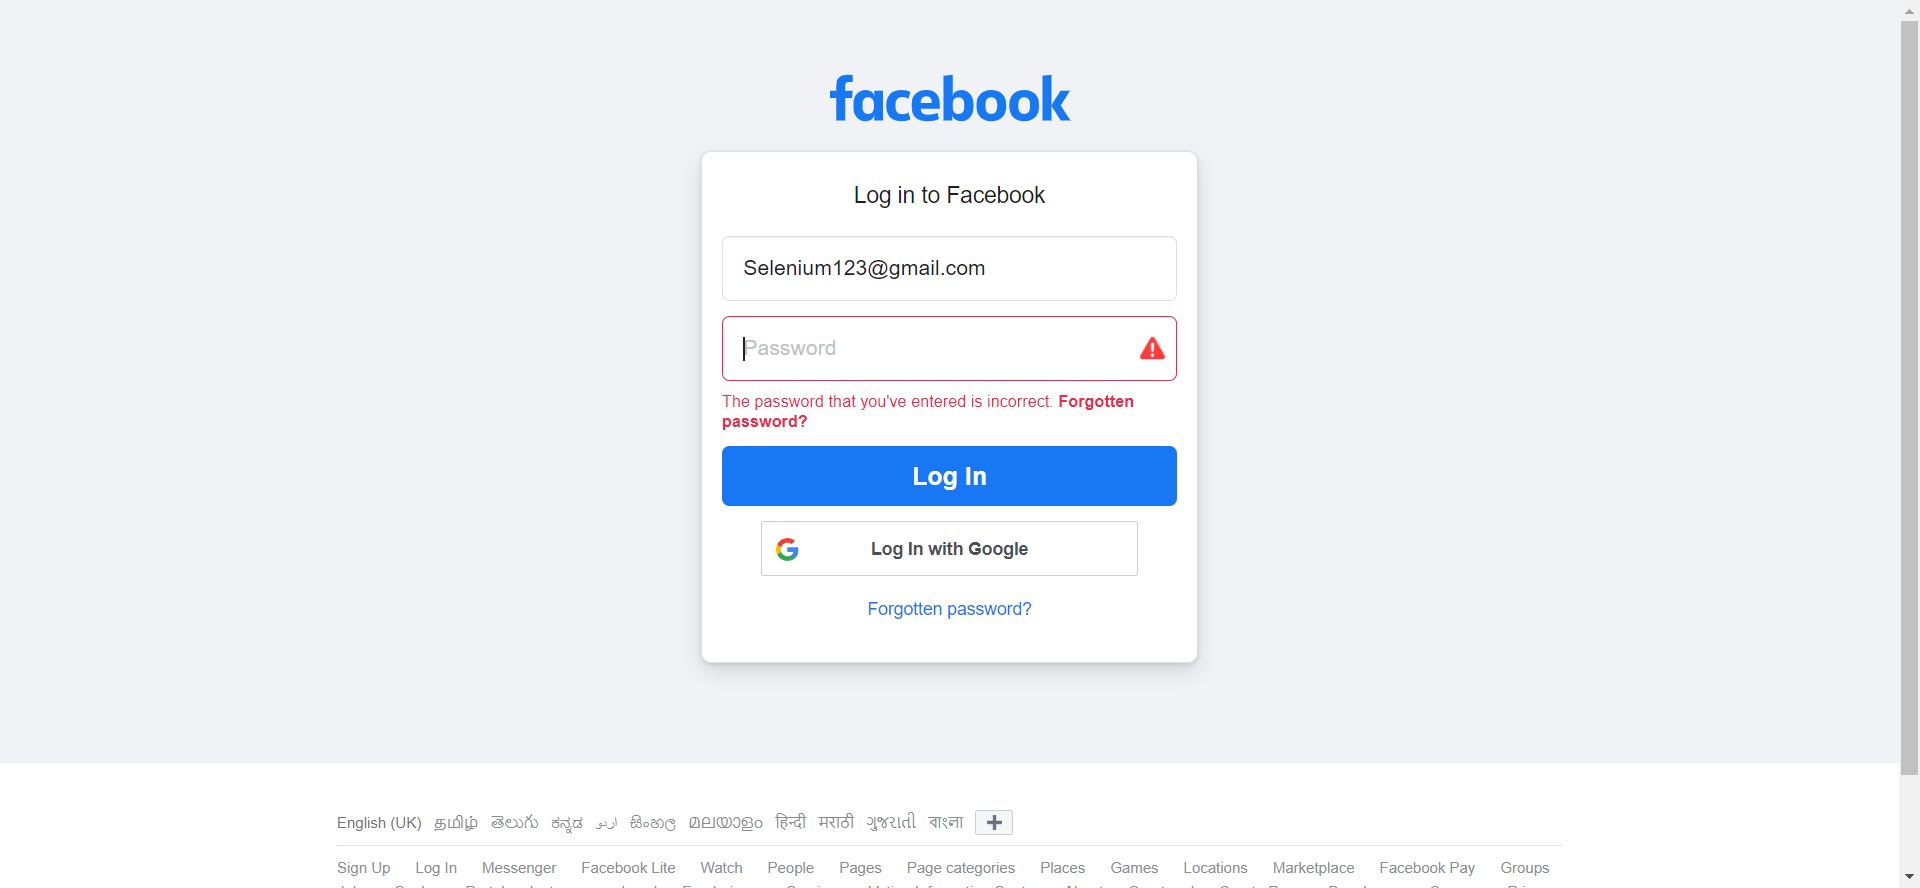 facebook
Log in to Facebook
Selenium123@gmail.com
Password
The password that you've entered is incorrect. Forgotten
password?
Log In
Log In with Google
Forgotten password?
English (UK) தமிழ் తెలుగు ಕನ್ನಡ اردو සිංහල മലയാളം हिन्दी मराठी ગુજરાતી বাংলা
Sign Up Log In Messenger Facebook Lite Watch People Pages Page categories Places Games Locations Marketplace Facebook Pay Groups